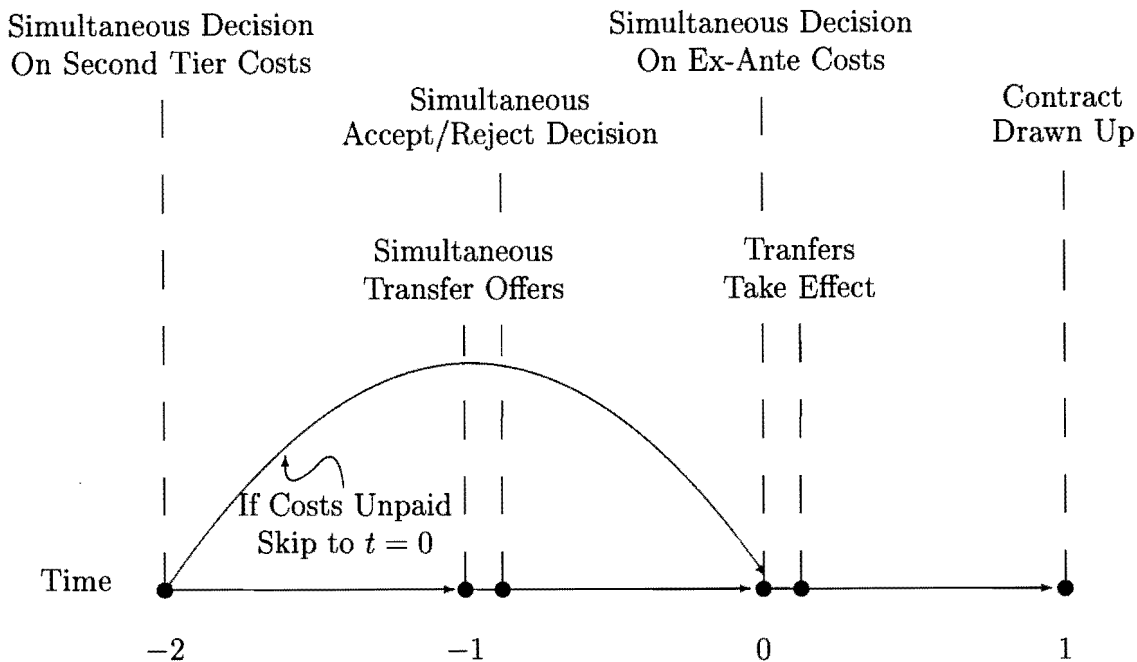 Simultaneous Decision
On Second Tier Costs
Simultaneous Decision
On Ex-Ante Costs
Simultaneous
Accept/Reject Decision
Contract
Drawn Up
Simultaneous
Transfer Offers
Tranfers
Take Effect
If Costs Unpaid
Skip to t = 0
Time
−2
−1
0
1